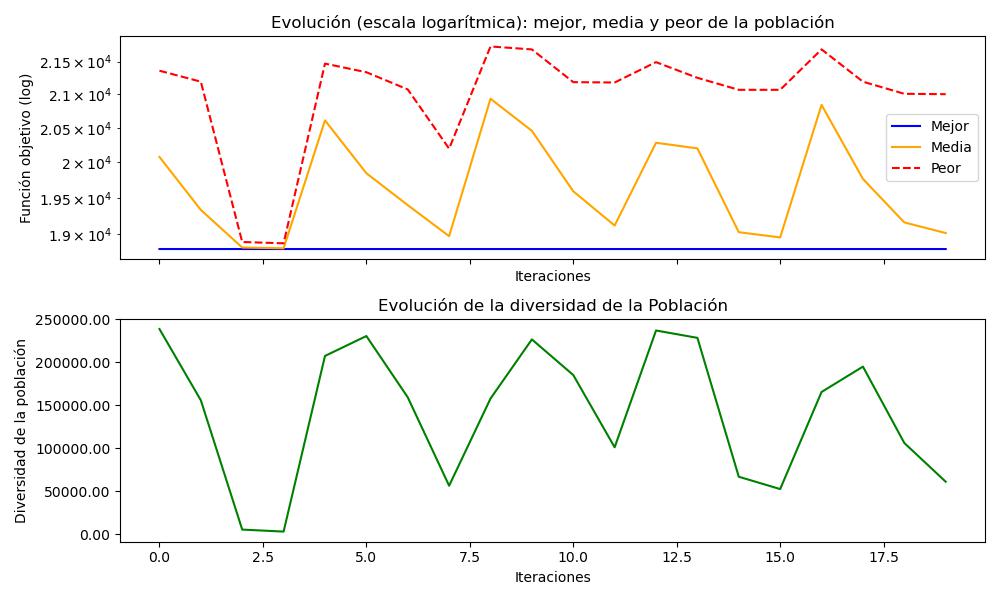 Evolución (escala logarítmica): mejor, media y peor de la población
Función objetivo (log)
2.15 × 10⁴
2.1 × 10⁴
2.05 × 10⁴
2 × 10⁴
1.95 × 10⁴
1.9 × 10⁴
Mejor
Media
Peor
Iteraciones
Evolución de la diversidad de la Población
Diversidad de la población
250000.00
200000.00
150000.00
100000.00
50000.00
0.00
0.0 2.5 5.0 7.5 10.0 12.5 15.0 17.5
Iteraciones